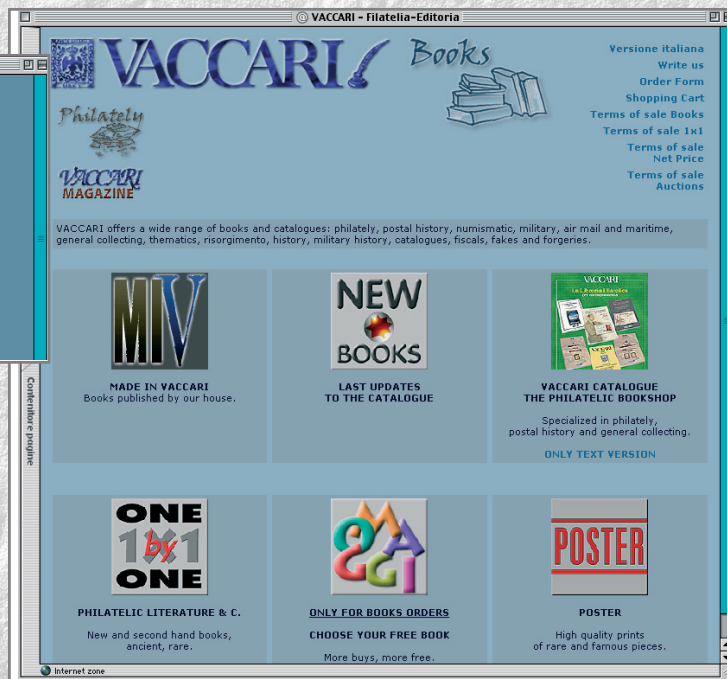 @ VACCARI - Filatelia-Editoria
VACCARI
Books
Philately
VACCARI
MAGAZINE
Versione italiana
Write us
Order Form
Shopping Cart
Terms of sale Books
Terms of sale 1x1
Terms of sale
Net Price
Terms of sale
Auctions
VACCARI offers a wide range of books and catalogues: philately, postal history, numismatic, military, air mail and maritime,
general collecting, thematics, risorgimento, history, military history, catalogues, fiscals, fakes and forgeries.
MIV
MADE IN VACCARI
Books published by our house.
NEW
BOOKS
LAST UPDATES
TO THE CATALOGUE
VACCARI
VACCARI CATALOGUE
THE PHILATELIC BOOKSHOP
Specialized in philately,
postal history and general collecting.
ONLY TEXT VERSION
Contenitore pagine
ONE
1x1
by
ONE
PHILATELIC LITERATURE & C.
New and second hand books,
ancient, rare.
OMAGGI
ONLY FOR BOOKS ORDERS
CHOOSE YOUR FREE BOOK
More buys, more free.
POSTER
POSTER
High quality prints
of rare and famous pieces.
Internet zone